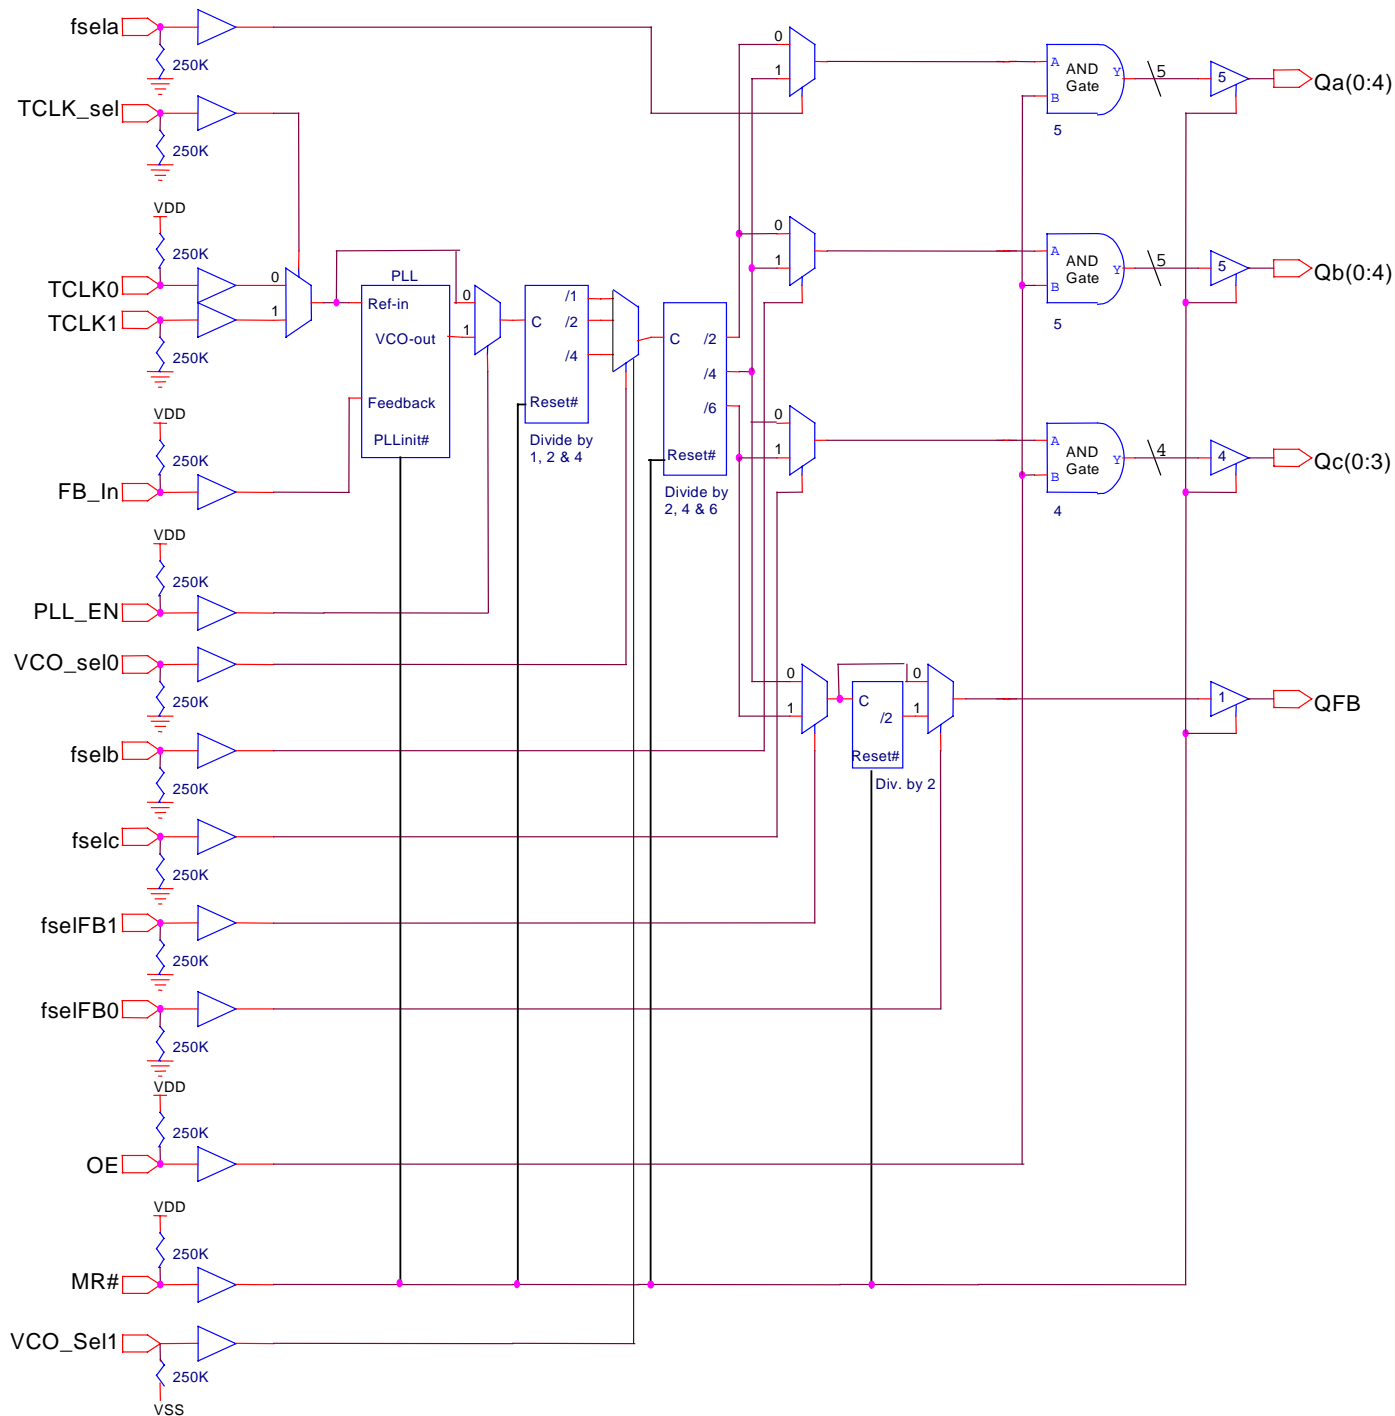 fsela
250K
TCLK_sel
250K
VDD
250K
TCLK0
TCLK1
250K
0
1
VDD
250K
FB_In
VDD
250K
PLL_EN
VCO_sel0
250K
fselb
250K
fselc
250K
fselFB1
250K
fselFB0
250K
VDD
250K
OE
VDD
250K
MR#
VCO_Sel1
250K
VSS
PLL
Ref-in
VCO-out
Feedback
PLLinit#
0
1
C
/1
/2
/4
Reset#
Divide by
1, 2 & 4
C
/2
/4
/6
Reset#
Divide by
2, 4 & 6
0
1
0
1
0
1
0
1
C
/2
Reset#
Div. by 2
0
1
A
AND
Gate
Y
B
5
5
5
Qa(0:4)
A
AND
Gate
Y
B
5
5
5
Qb(0:4)
A
AND
Gate
Y
B
4
4
4
Qc(0:3)
1
QFB